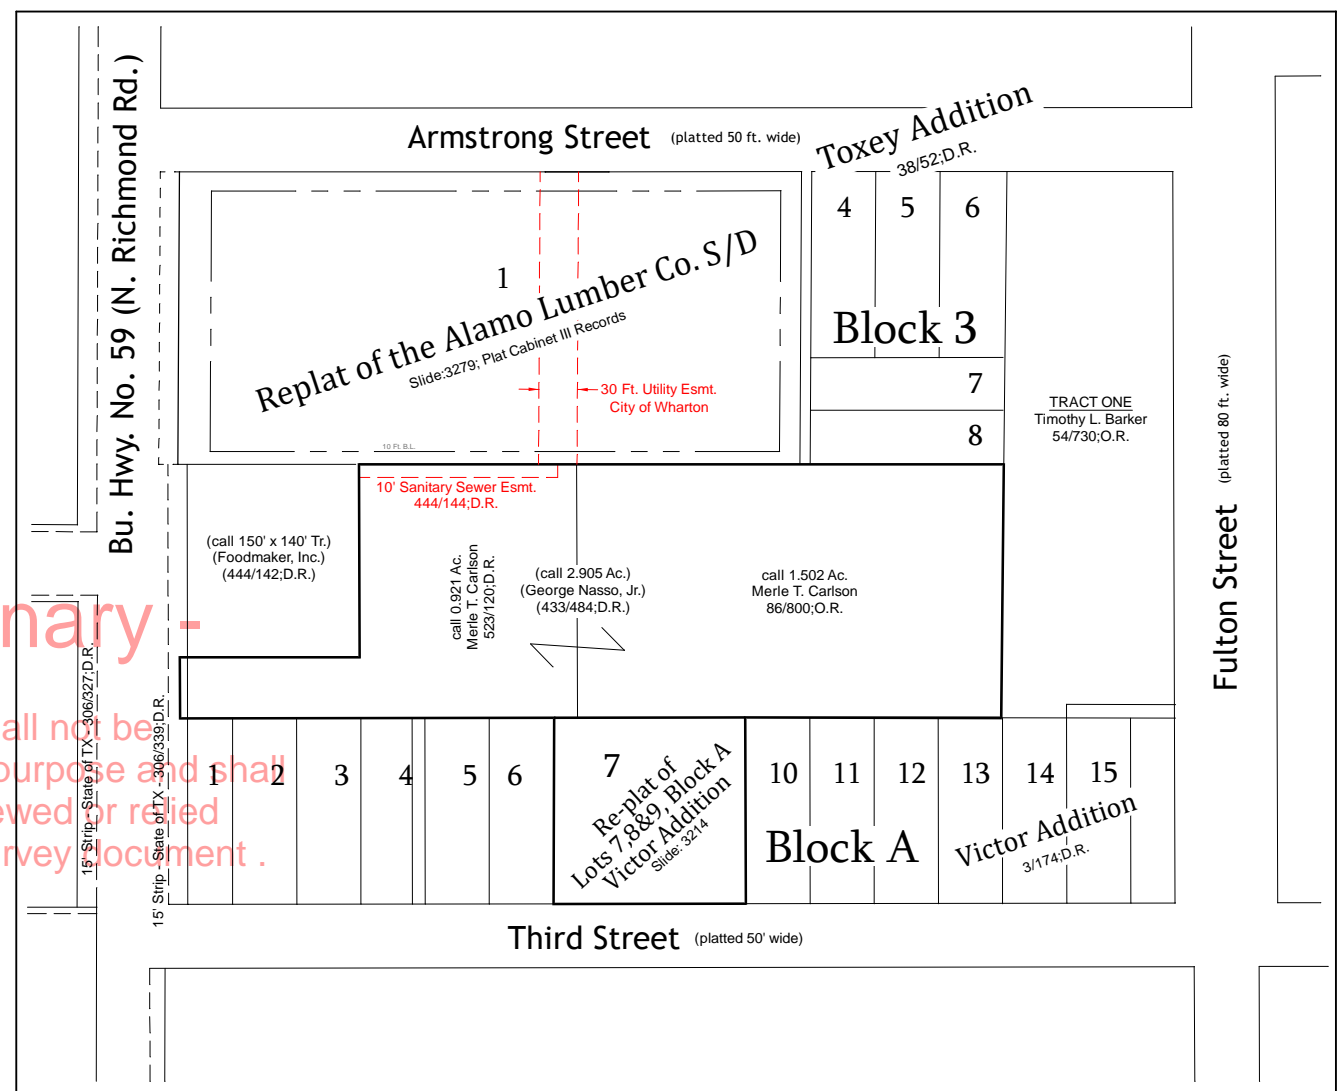 Armstrong Street (platted 50 ft. wide)
Toxey Addition
38/52;D.R.
Bu. Hwy. No. 59 (N. Richmond Rd.)
4 5 6
1
Replat of the Alamo Lumber Co. S/D
Slide:3279; Plat Cabinet III Records
Block 3
7
8
30 Ft. Utility Esmt.
City of Wharton
10 Ft. B.L.
TRACT ONE
Timothy L. Barker
54/730;O.R.
Fulton Street (platted 80 ft. wide)
10' Sanitary Sewer Esmt.
444/144;D.R.
(call 150' x 140' Tr.)
(Foodmaker, Inc.)
(444/142;D.R.)
call 0.921 Ac.
Merle T. Carlson
523/120;D.R.
(call 2.905 Ac.)
(George Nasso, Jr.)
(433/484;D.R.)
call 1.502 Ac.
Merle T. Carlson
86/800;O.R.
nary -
all not be
purpose and shall
ewed or relied
rvey document .
15' Strip - State of TX - 306/327;D.R.
15' Strip - State of TX - 306/339;D.R.
1 2 3 4 5 6 7 10 11 12 13 14 15
Re-plat of
Lots 7,8&9, Block A
Victor Addition
Slide: 3214
Block A
Victor Addition
3/174;D.R.
Third Street (platted 50' wide)